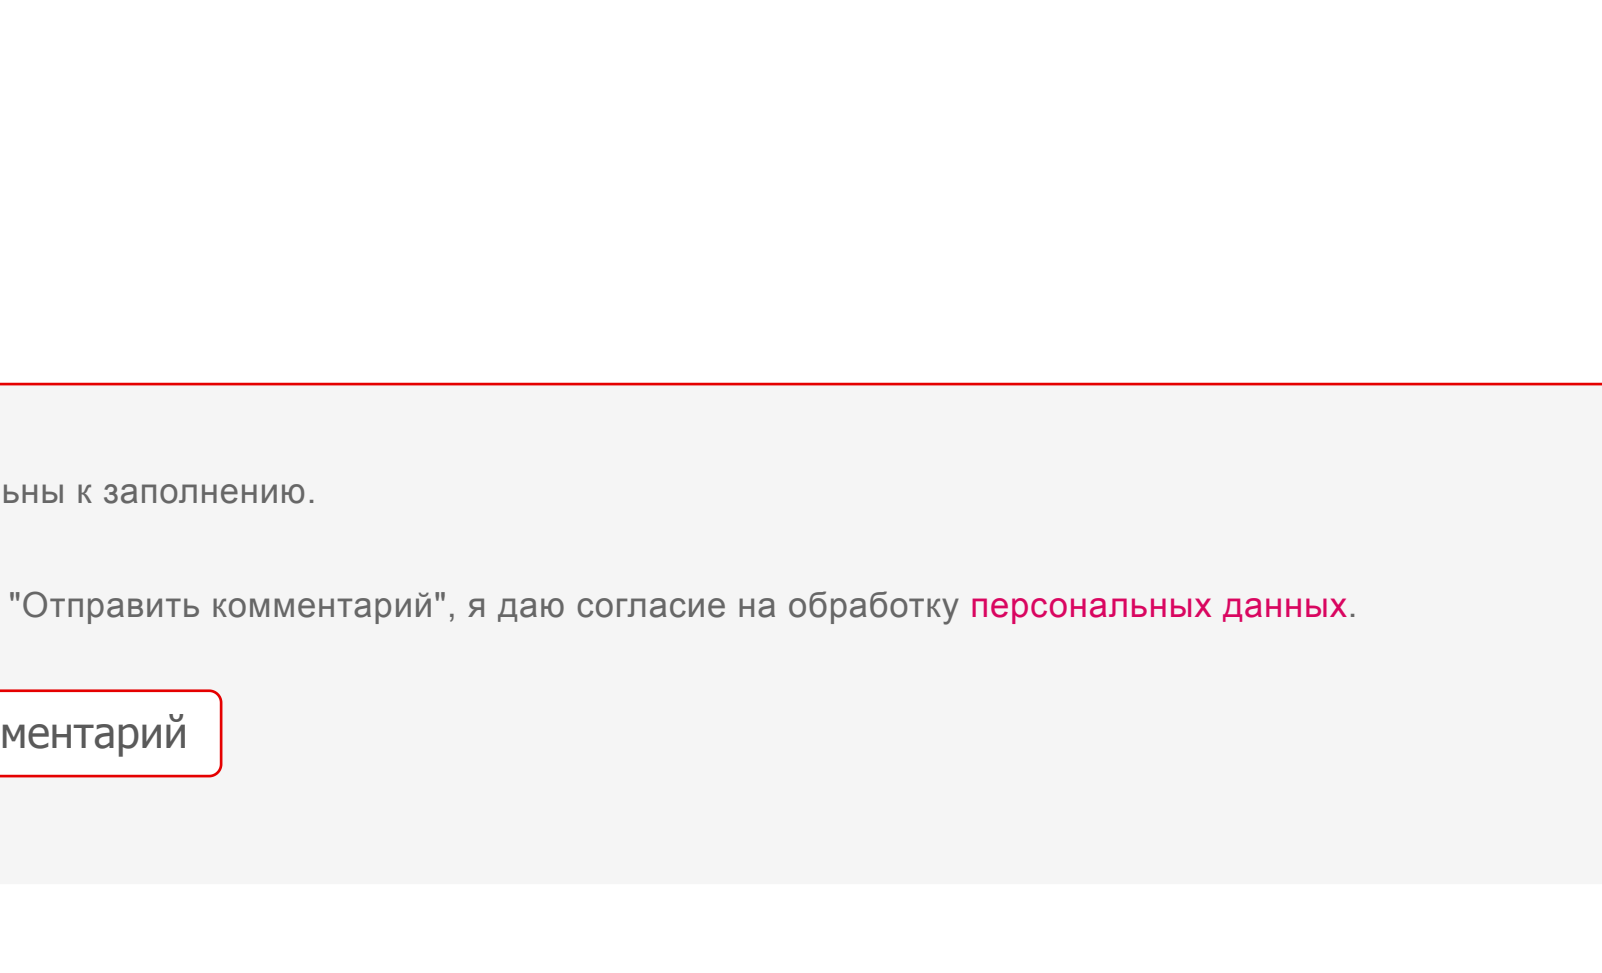 ьны к заполнению.
"Отправить комментарий", я даю согласие на обработку персональных данных.
ментарий